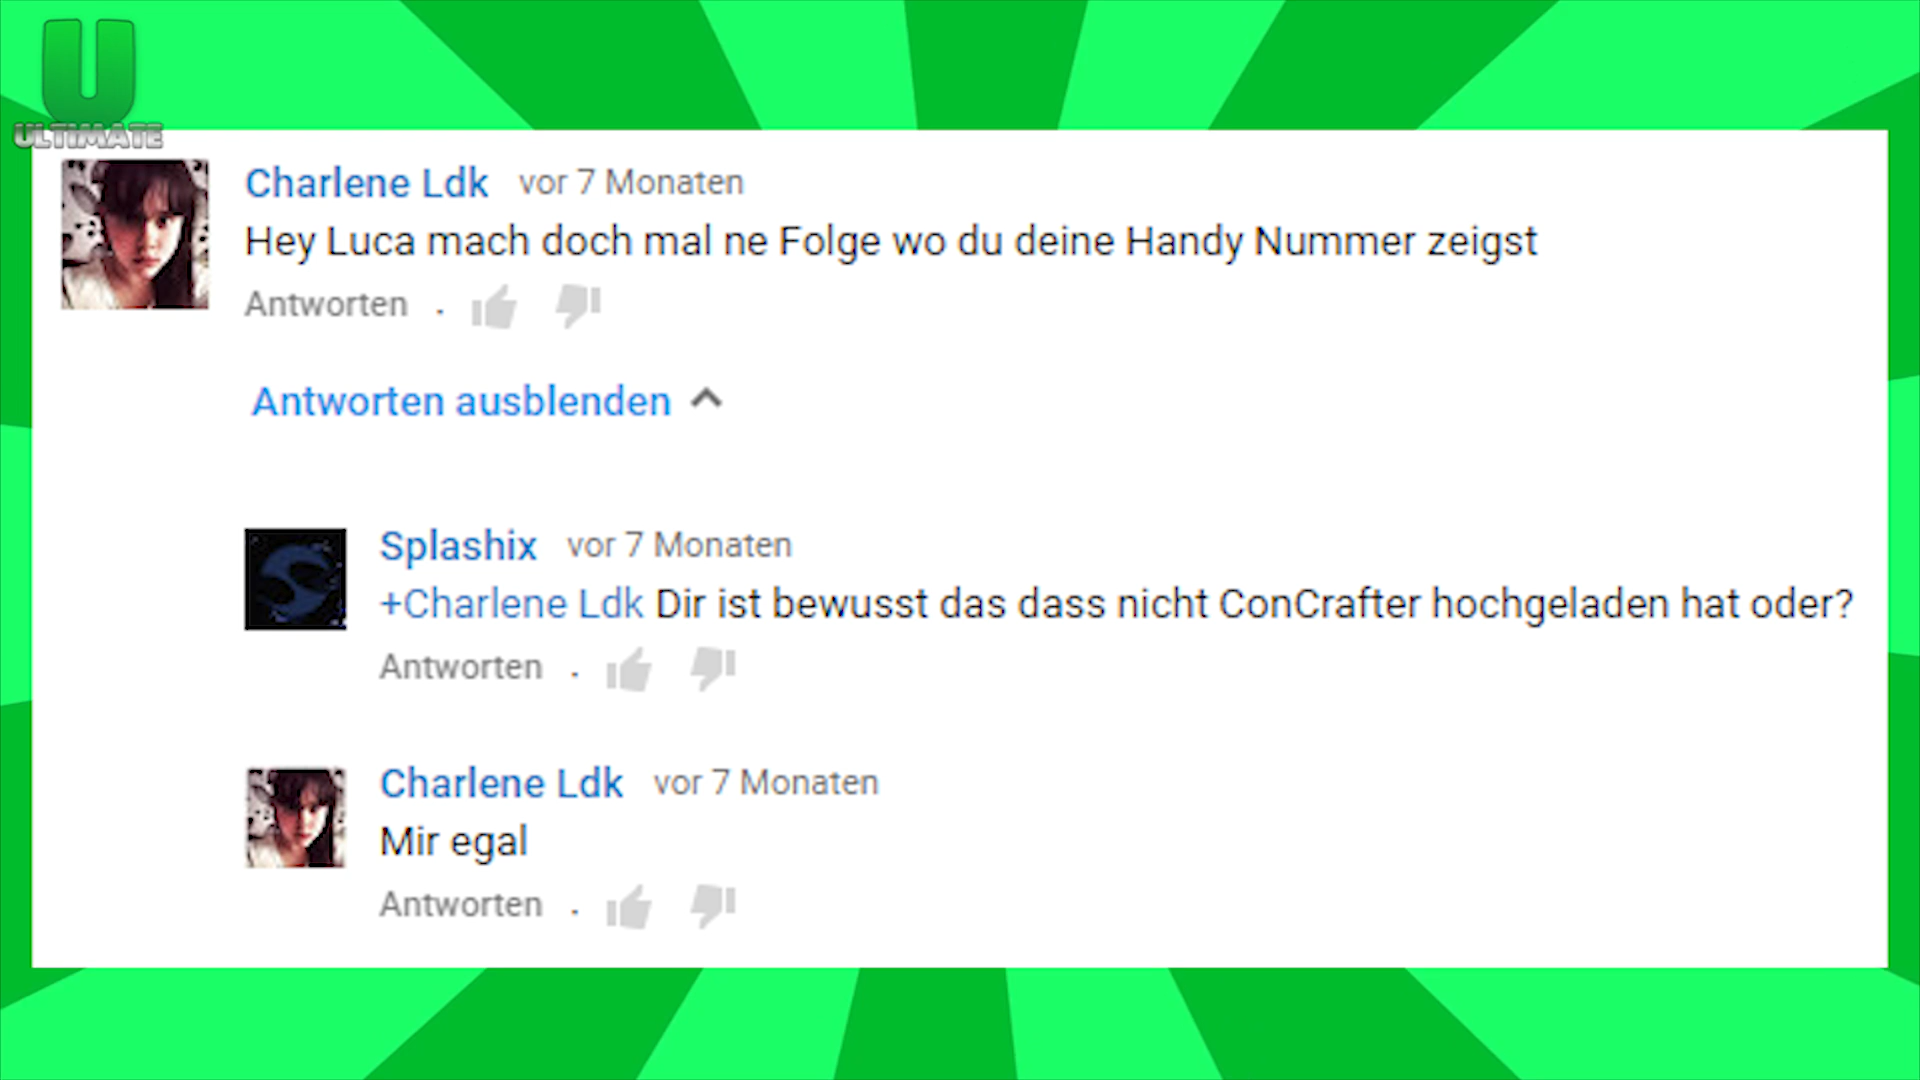 U
ULTIMATE
Charlene Ldk vor 7 Monaten
Hey Luca mach doch mal ne Folge wo du deine Handy Nummer zeigst
Antworten .
Antworten ausblenden
Splashix vor 7 Monaten
+Charlene Ldk Dir ist bewusst das dass nicht ConCrafter hochgeladen hat oder?
Antworten .
Charlene Ldk vor 7 Monaten
Mir egal
Antworten .